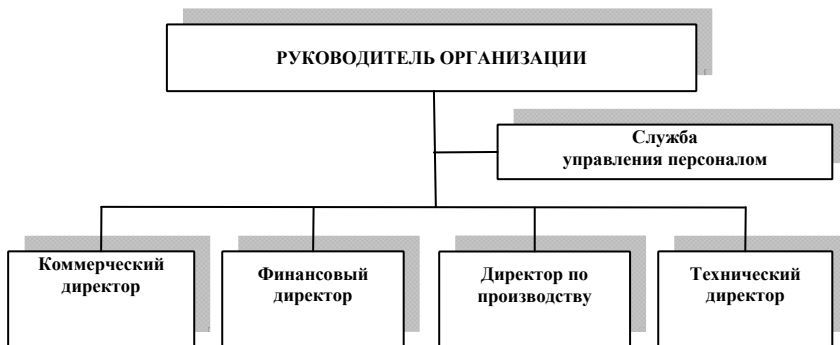 РУКОВОДИТЕЛЬ ОРГАНИЗАЦИИ
Служба
управления персоналом
Коммерческий
директор
Финансовый
директор
Директор по
производству
Технический
директор